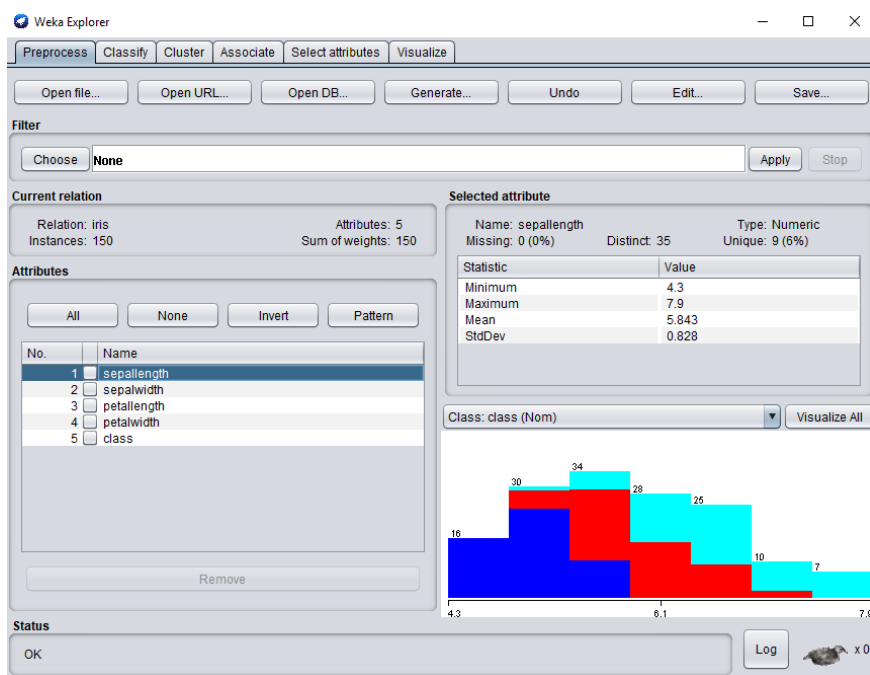 Weka Explorer
Preprocess Classify Cluster Associate Select attributes Visualize
Open file... Open URL... Open DB... Generate... Undo Edit... Save...
Filter
Choose None Apply Stop
Current relation
Relation: iris Attributes: 5
Instances: 150 Sum of weights: 150
Attributes
All None Invert Pattern
No. Name
1 sepallength
2 sepalwidth
3 petallength
4 petalwidth
5 class
Remove
Selected attribute
Name: sepallength Type: Numeric
Missing: 0 (0%) Distinct: 35 Unique: 9 (6%)
Statistic Value
Minimum 4.3
Maximum 7.9
Mean 5.843
StdDev 0.828
Class: class (Nom) Visualize All
16 30 34 28 25 10 7
4.3 6.1 7.9
Status
OK Log x 0